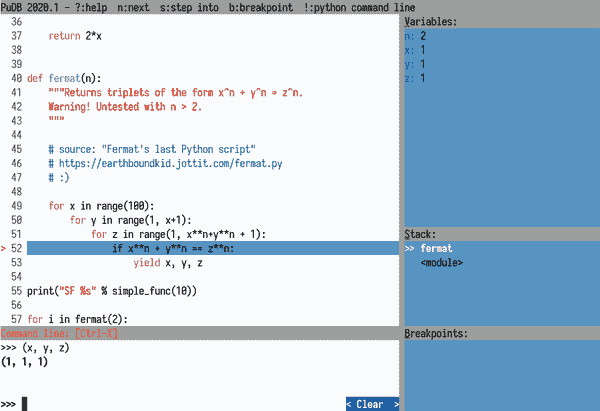 PuDB 2020.1 - ?:help  n:next  s:step into  b:breakpoint  !:python command line
36
37     return 2*x
38
39
40 def fermat(n):
41     """Returns triplets of the form x^n + y^n = z^n.
42     Warning! Untested with n > 2.
43     """
44
45     # source: "Fermat's last Python script"
46     # https://earthboundkid.jottit.com/fermat.py
47     # :)
48
49     for x in range(100):
50         for y in range(1, x+1):
51             for z in range(1, x**n+y**n + 1):
> 52                 if x**n + y**n == z**n:
53                     yield x, y, z
54
55 print("SF %s" % simple_func(10))
56
57 for i in fermat(2):
Command line: [Ctrl-X]
>>> (x, y, z)
(1, 1, 1)
>>>
< Clear  >
Variables:
n: 2
x: 1
y: 1
z: 1
Stack:
>> fermat
<module>
Breakpoints: